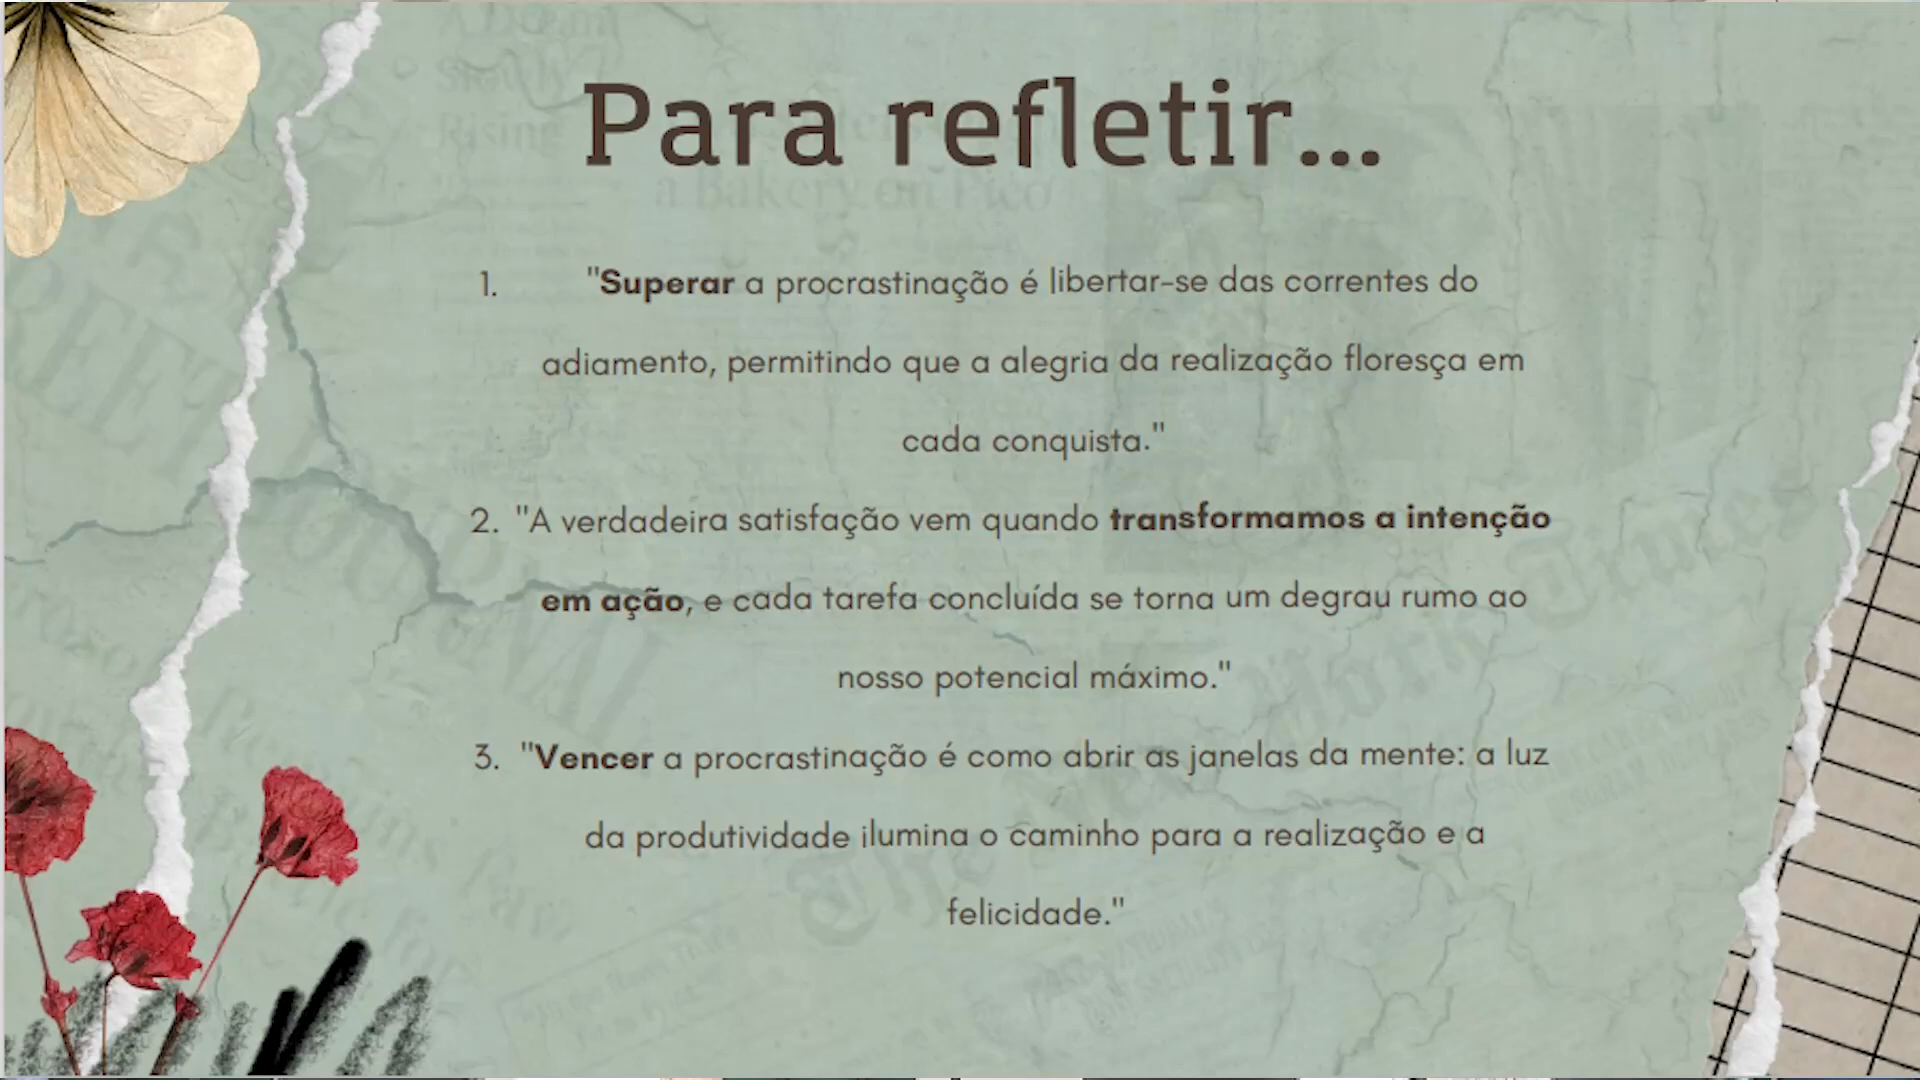 Para refletir...
1. "Superar a procrastinação é libertar-se das correntes do
adiamento, permitindo que a alegria da realização floresça em
cada conquista."
2. "A verdadeira satisfação vem quando transformamos a intenção
em ação, e cada tarefa concluída se torna um degrau rumo ao
nosso potencial máximo."
3. "Vencer a procrastinação é como abrir as janelas da mente: a luz
da produtividade ilumina o caminho para a realização e a
felicidade."